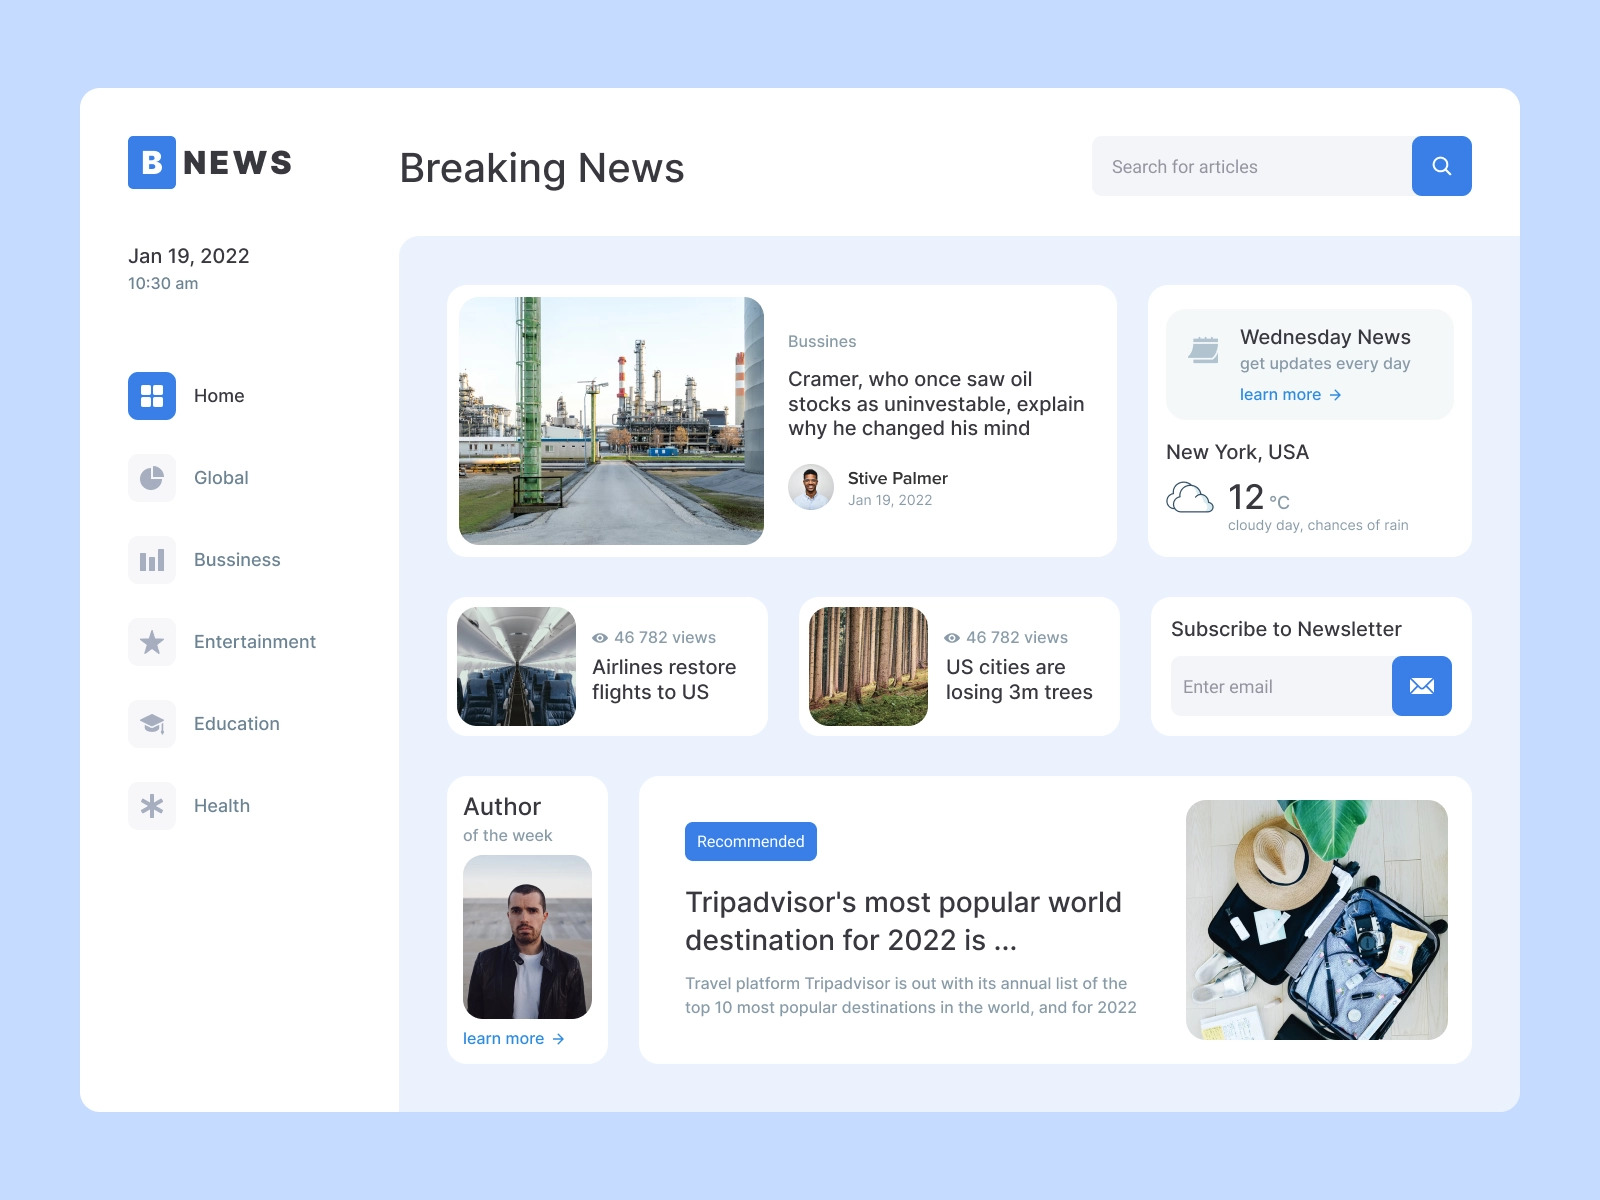 B NEWS
Breaking News
Search for articles
Jan 19, 2022
10:30 am
Home
Global
Bussiness
Entertainment
Education
Health
Bussines
Cramer, who once saw oil
stocks as uninvestable, explain
why he changed his mind
Stive Palmer
Jan 19, 2022
Wednesday News
get updates every day
learn more →
New York, USA
12 °C
cloudy day, chances of rain
46 782 views
Airlines restore
flights to US
46 782 views
US cities are
losing 3m trees
Subscribe to Newsletter
Enter email
Author
of the week
learn more →
Recommended
Tripadvisor's most popular world
destination for 2022 is ...
Travel platform Tripadvisor is out with its annual list of the
top 10 most popular destinations in the world, and for 2022